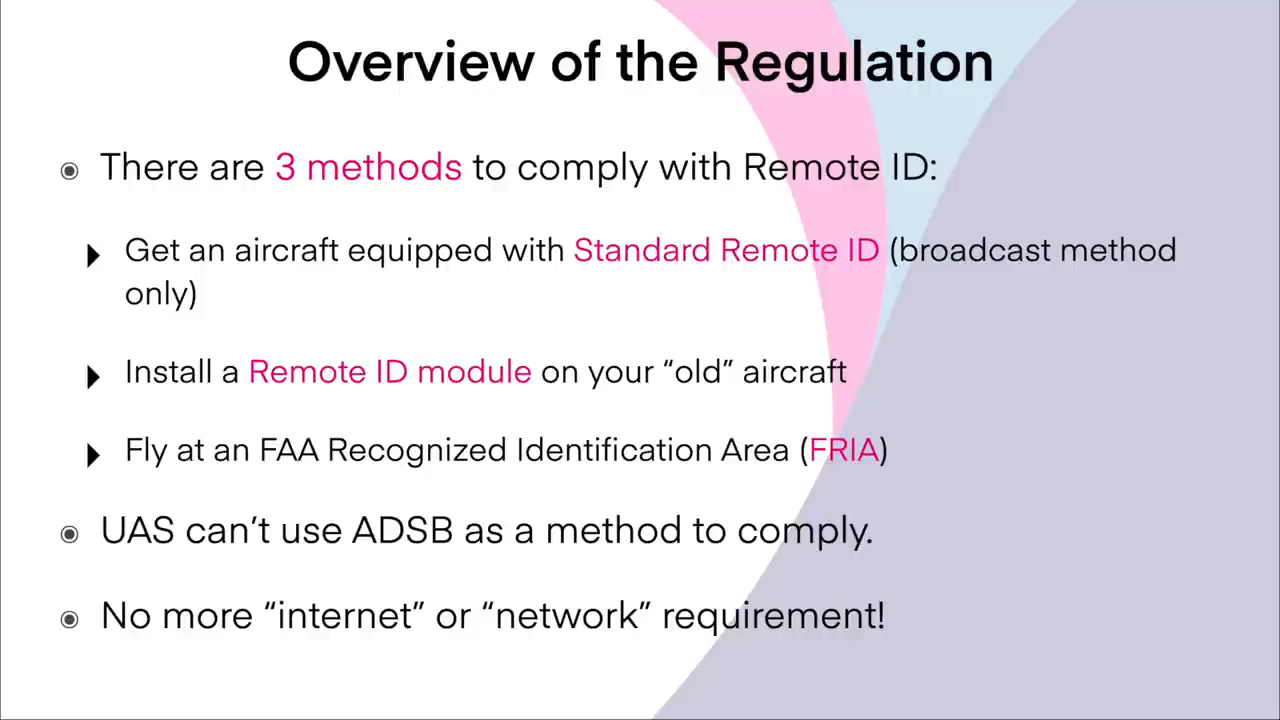 Overview of the Regulation
There are 3 methods to comply with Remote ID:
Get an aircraft equipped with Standard Remote ID (broadcast method
only)
Install a Remote ID module on your “old” aircraft
Fly at an FAA Recognized Identification Area (FRIA)
UAS can’t use ADSB as a method to comply.
No more “internet” or “network” requirement!